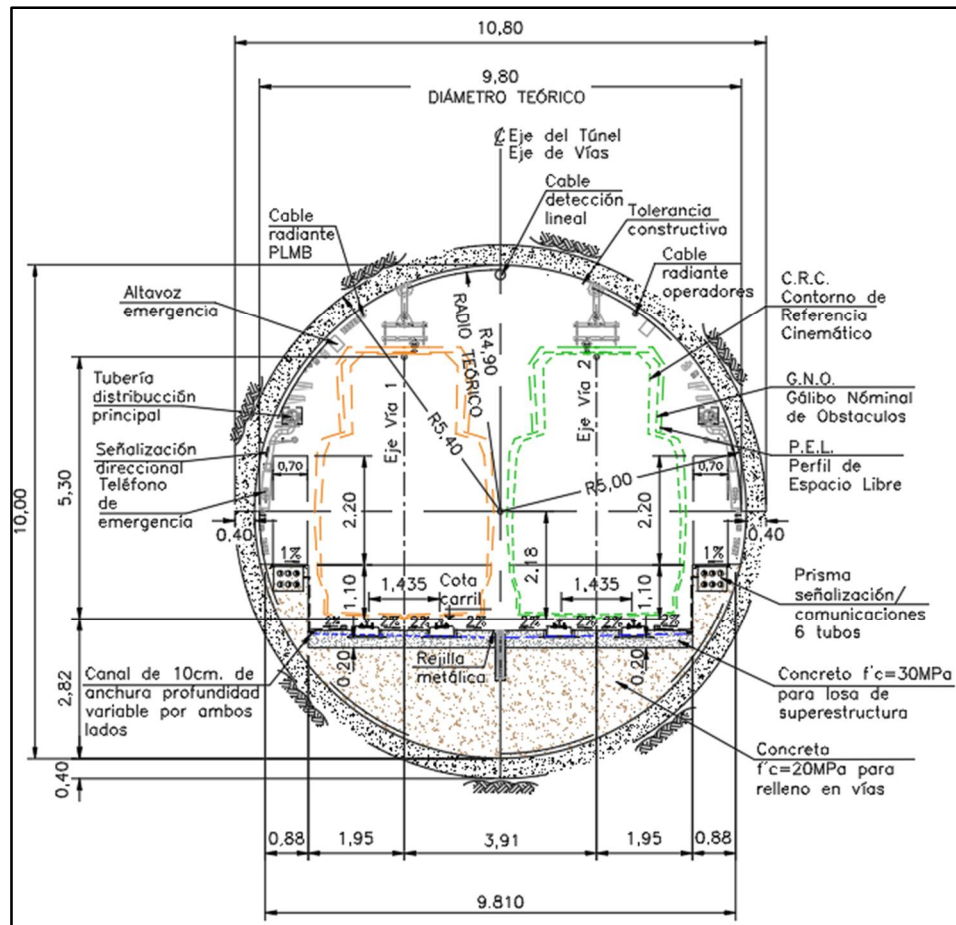 10,80
9,80
DIÁMETRO TEÓRICO
℄ Eje del Túnel
Eje de Vías
Cable
detección
lineal
Tolerancia
constructiva
Cable
radiante
PLMB
Cable
radiante
operadores
C.R.C.
Contorno de
Referencia
Cinemático
Altavoz
emergencia
RADIO TEÓRICO
R4,90
R5,40
R5,00
Tubería
distribución
principal
G.N.O.
Gálibo Nóminal
de Obstaculos
Eje Vía 1
Eje Vía 2
Señalización
direccional
Teléfono
de
emergencia
P.E.L.
Perfil de
Espacio Libre
0,70
0,70
10,00
5,30
2,20
2,20
0,40
0,40
2,18
1%
1%
1,10
1,435
Cota
carril
1,435
1,10
Prisma
señalización/
comunicaciones
6 tubos
2%
2%
2%
2%
2%
2%
2%
2%
Canal de 10cm. de
anchura profundidad
variable por ambos
lados
0,20
Rejilla
metálica
0,20
Concreto f'c=30MPa
para losa de
superestructura
2,82
0,40
Concreta
f'c=20MPa para
relleno en vías
0,88
1,95
3,91
1,95
0,88
9.810